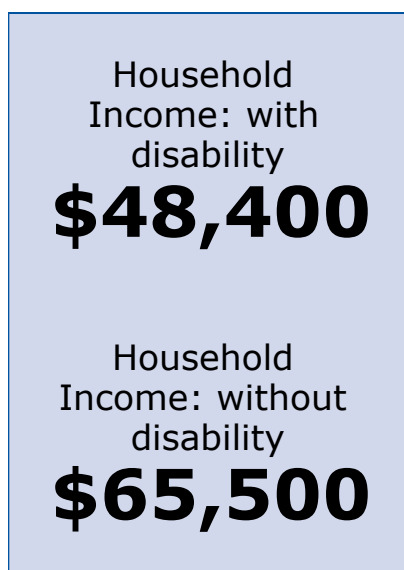 Household
Income: with
disability
$48,400
Household
Income: without
disability
$65,500